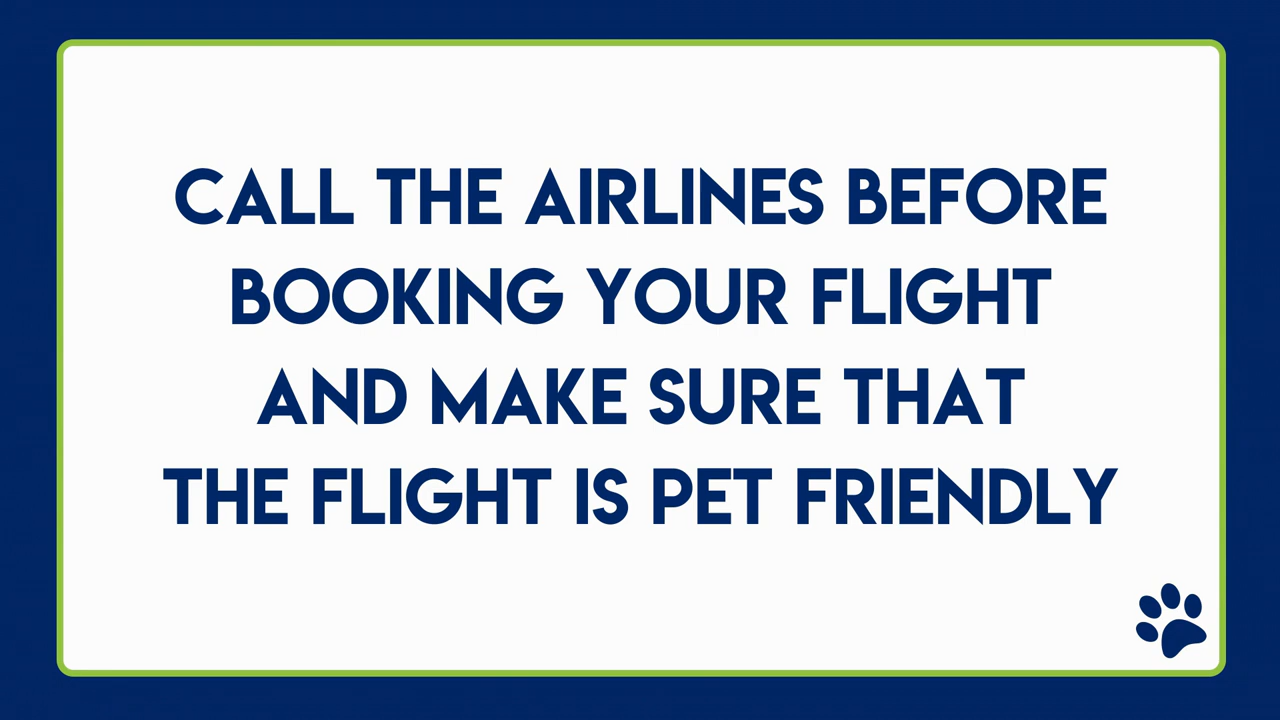 CALL THE AIRLINES BEFORE
BOOKING YOUR FLIGHT
AND MAKE SURE THAT
THE FLIGHT IS PET FRIENDLY